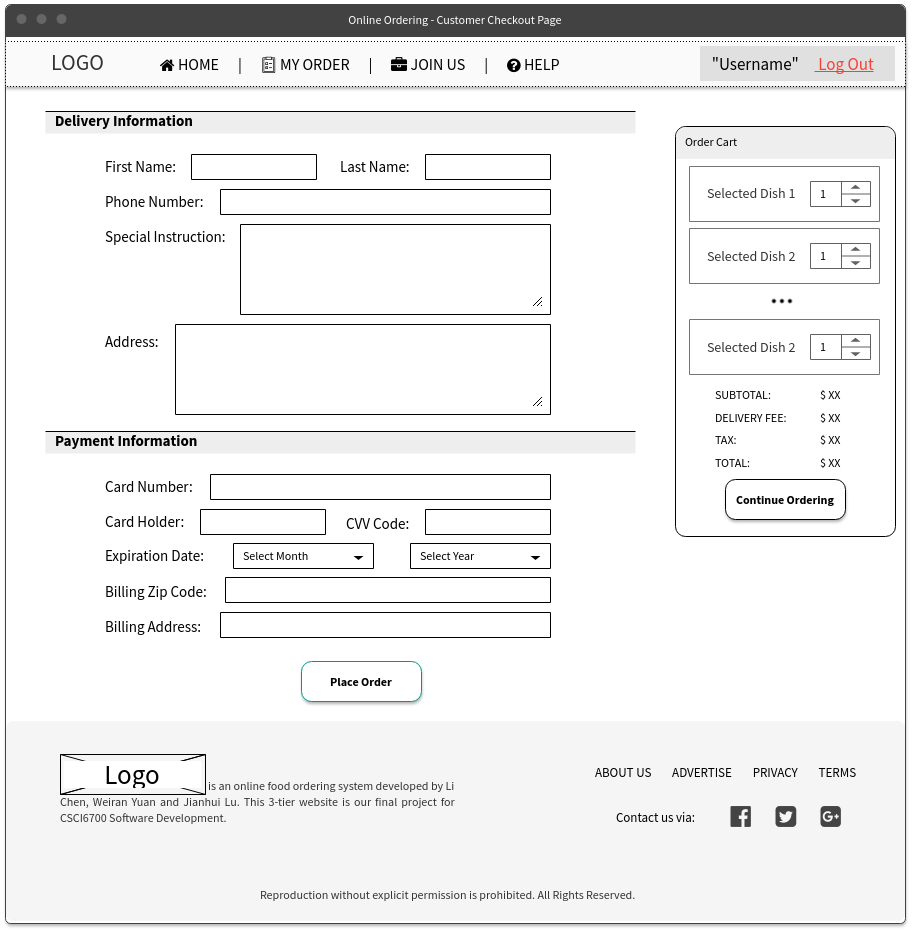 Online Ordering - Customer Checkout Page
LOGO
HOME | MY ORDER | JOIN US | HELP
"Username" Log Out
Delivery Information
First Name:
Last Name:
Phone Number:
Special Instruction:
Address:
Payment Information
Card Number:
Card Holder:
CVV Code:
Expiration Date:
Select Month
Select Year
Billing Zip Code:
Billing Address:
Place Order
Order Cart
Selected Dish 1
1
Selected Dish 2
1
•••
Selected Dish 2
1
SUBTOTAL: $ XX
DELIVERY FEE: $ XX
TAX: $ XX
TOTAL: $ XX
Continue Ordering
Logo
is an online food ordering system developed by Li
Chen, Weiran Yuan and Jianhui Lu. This 3-tier website is our final project for
CSCI6700 Software Development.
ABOUT US ADVERTISE PRIVACY TERMS
Contact us via:
Reproduction without explicit permission is prohibited. All Rights Reserved.